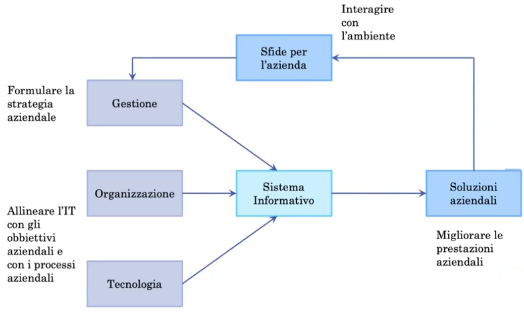 Interagire
con
l'ambiente
Sfide per
l'azienda
Formulare la
strategia
aziendale
Gestione
Organizzazione
Sistema
Informativo
Soluzioni
aziendali
Allineare l'IT
con gli
obbiettivi
aziendali e
con i processi
aziendali
Migliorare le
prestazioni
aziendali
Tecnologia